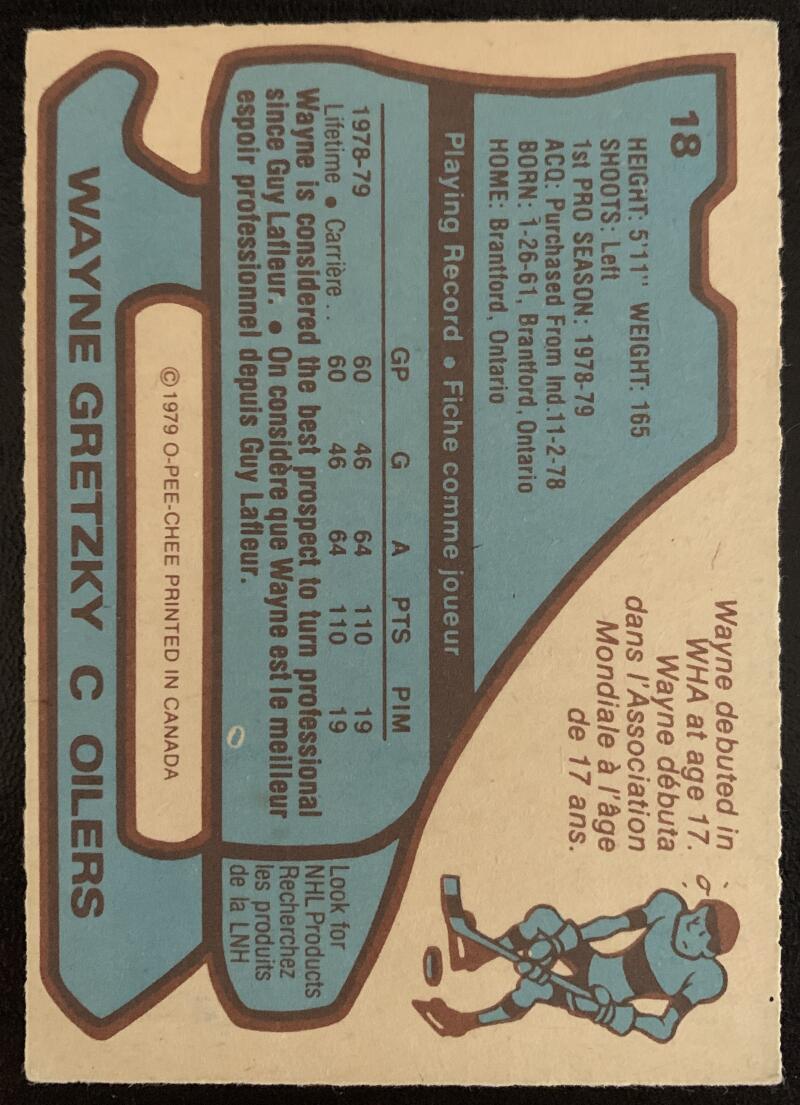 18
HEIGHT: 5'11" WEIGHT: 165
SHOOTS: Left
1st PRO SEASON: 1978-79
ACQ: Purchased From Ind.11-2-78
BORN: 1-26-61, Brantford, Ontario
HOME: Brantford, Ontario
Wayne debuted in
WHA at age 17.
Wayne débuta
dans l'Association
Mondiale à l'âge
de 17 ans.
Playing Record • Fiche comme joueur
GP G A PTS PIM
1978-79 60 46 64 110 19
Lifetime • Carrière .. 60 46 64 110 19
Wayne is considered the best prospect to turn professional
since Guy Lafleur. • On considère que Wayne est le meilleur
espoir professionnel depuis Guy Lafleur.
Look for
NHL Products
Recherchez
les produits
de la LNH
© 1979 O-PEE-CHEE PRINTED IN CANADA
WAYNE GRETZKY C OILERS